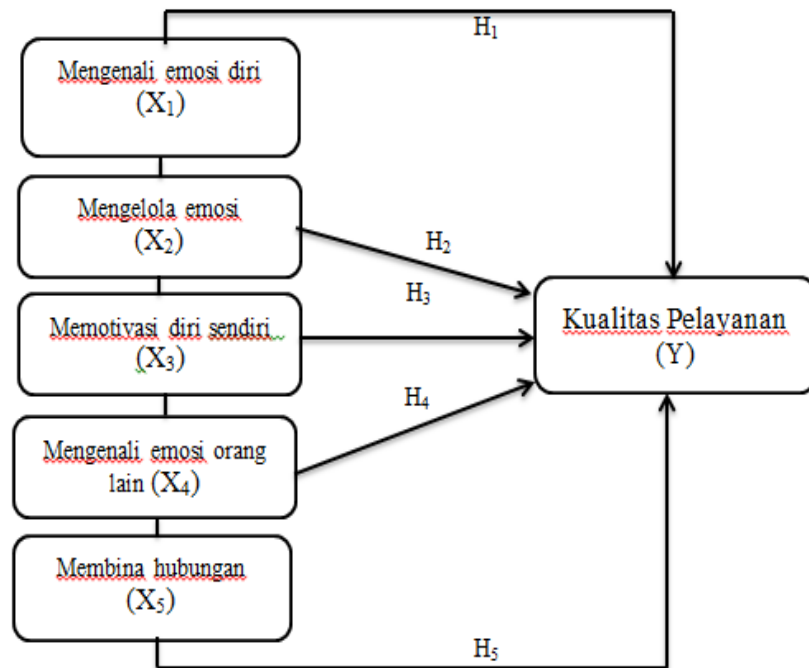 H₁
Mengenali emosi diri
(X₁)
Mengelola emosi
(X₂)
H₂
H₃
Memotivasi diri sendiri
(X₃)
Kualitas Pelayanan
(Y)
H₄
Mengenali emosi orang
lain (X₄)
Membina hubungan
(X₅)
H₅